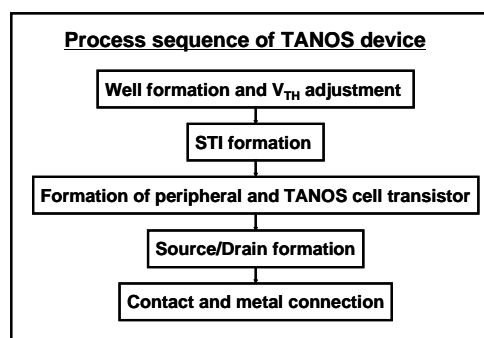 Process sequence of TANOS device
Well formation and VTH adjustment
STI formation
Formation of peripheral and TANOS cell transistor
Source/Drain formation
Contact and metal connection